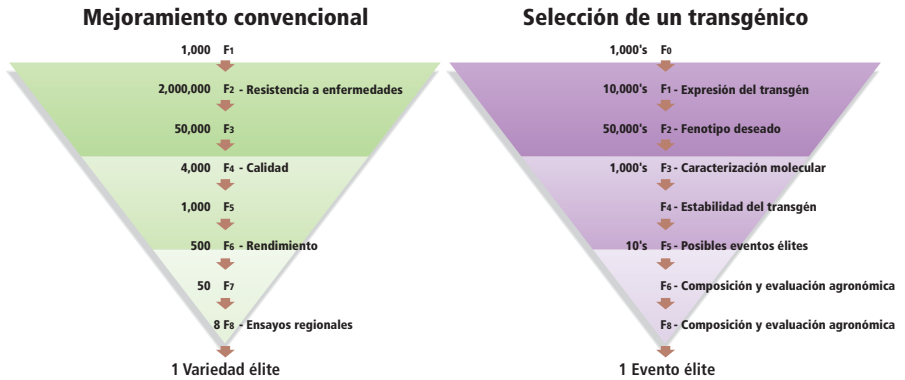 Mejoramiento convencional
1,000 F1
2,000,000 F2 - Resistencia a enfermedades
50,000 F3
4,000 F4 - Calidad
1,000 F5
500 F6 - Rendimiento
50 F7
8 F8 - Ensayos regionales
1 Variedad élite
Selección de un transgénico
1,000's F0
10,000's F1 - Expresión del transgén
50,000's F2 - Fenotipo deseado
1,000's F3 - Caracterización molecular
F4 - Estabilidad del transgén
10's F5 - Posibles eventos élites
F6 - Composición y evaluación agronómica
F8 - Composición y evaluación agronómica
1 Evento élite